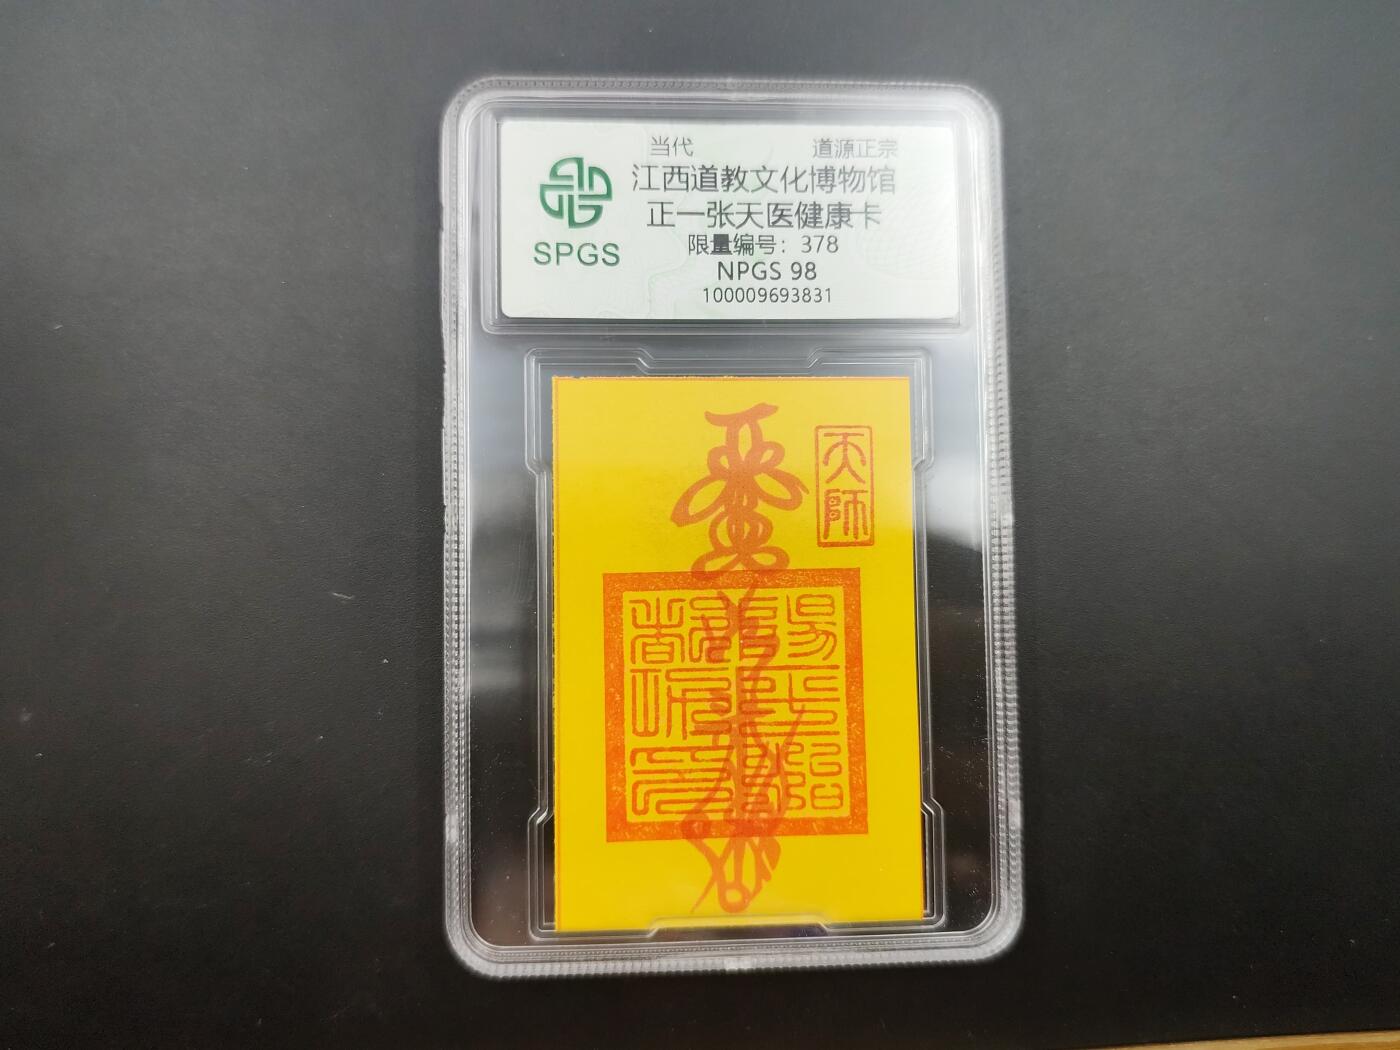 当代 道源正宗
江西道教文化博物馆
正一张天医健康卡
限量编号：378
NPGS 98
100009693831
SPGS
天师